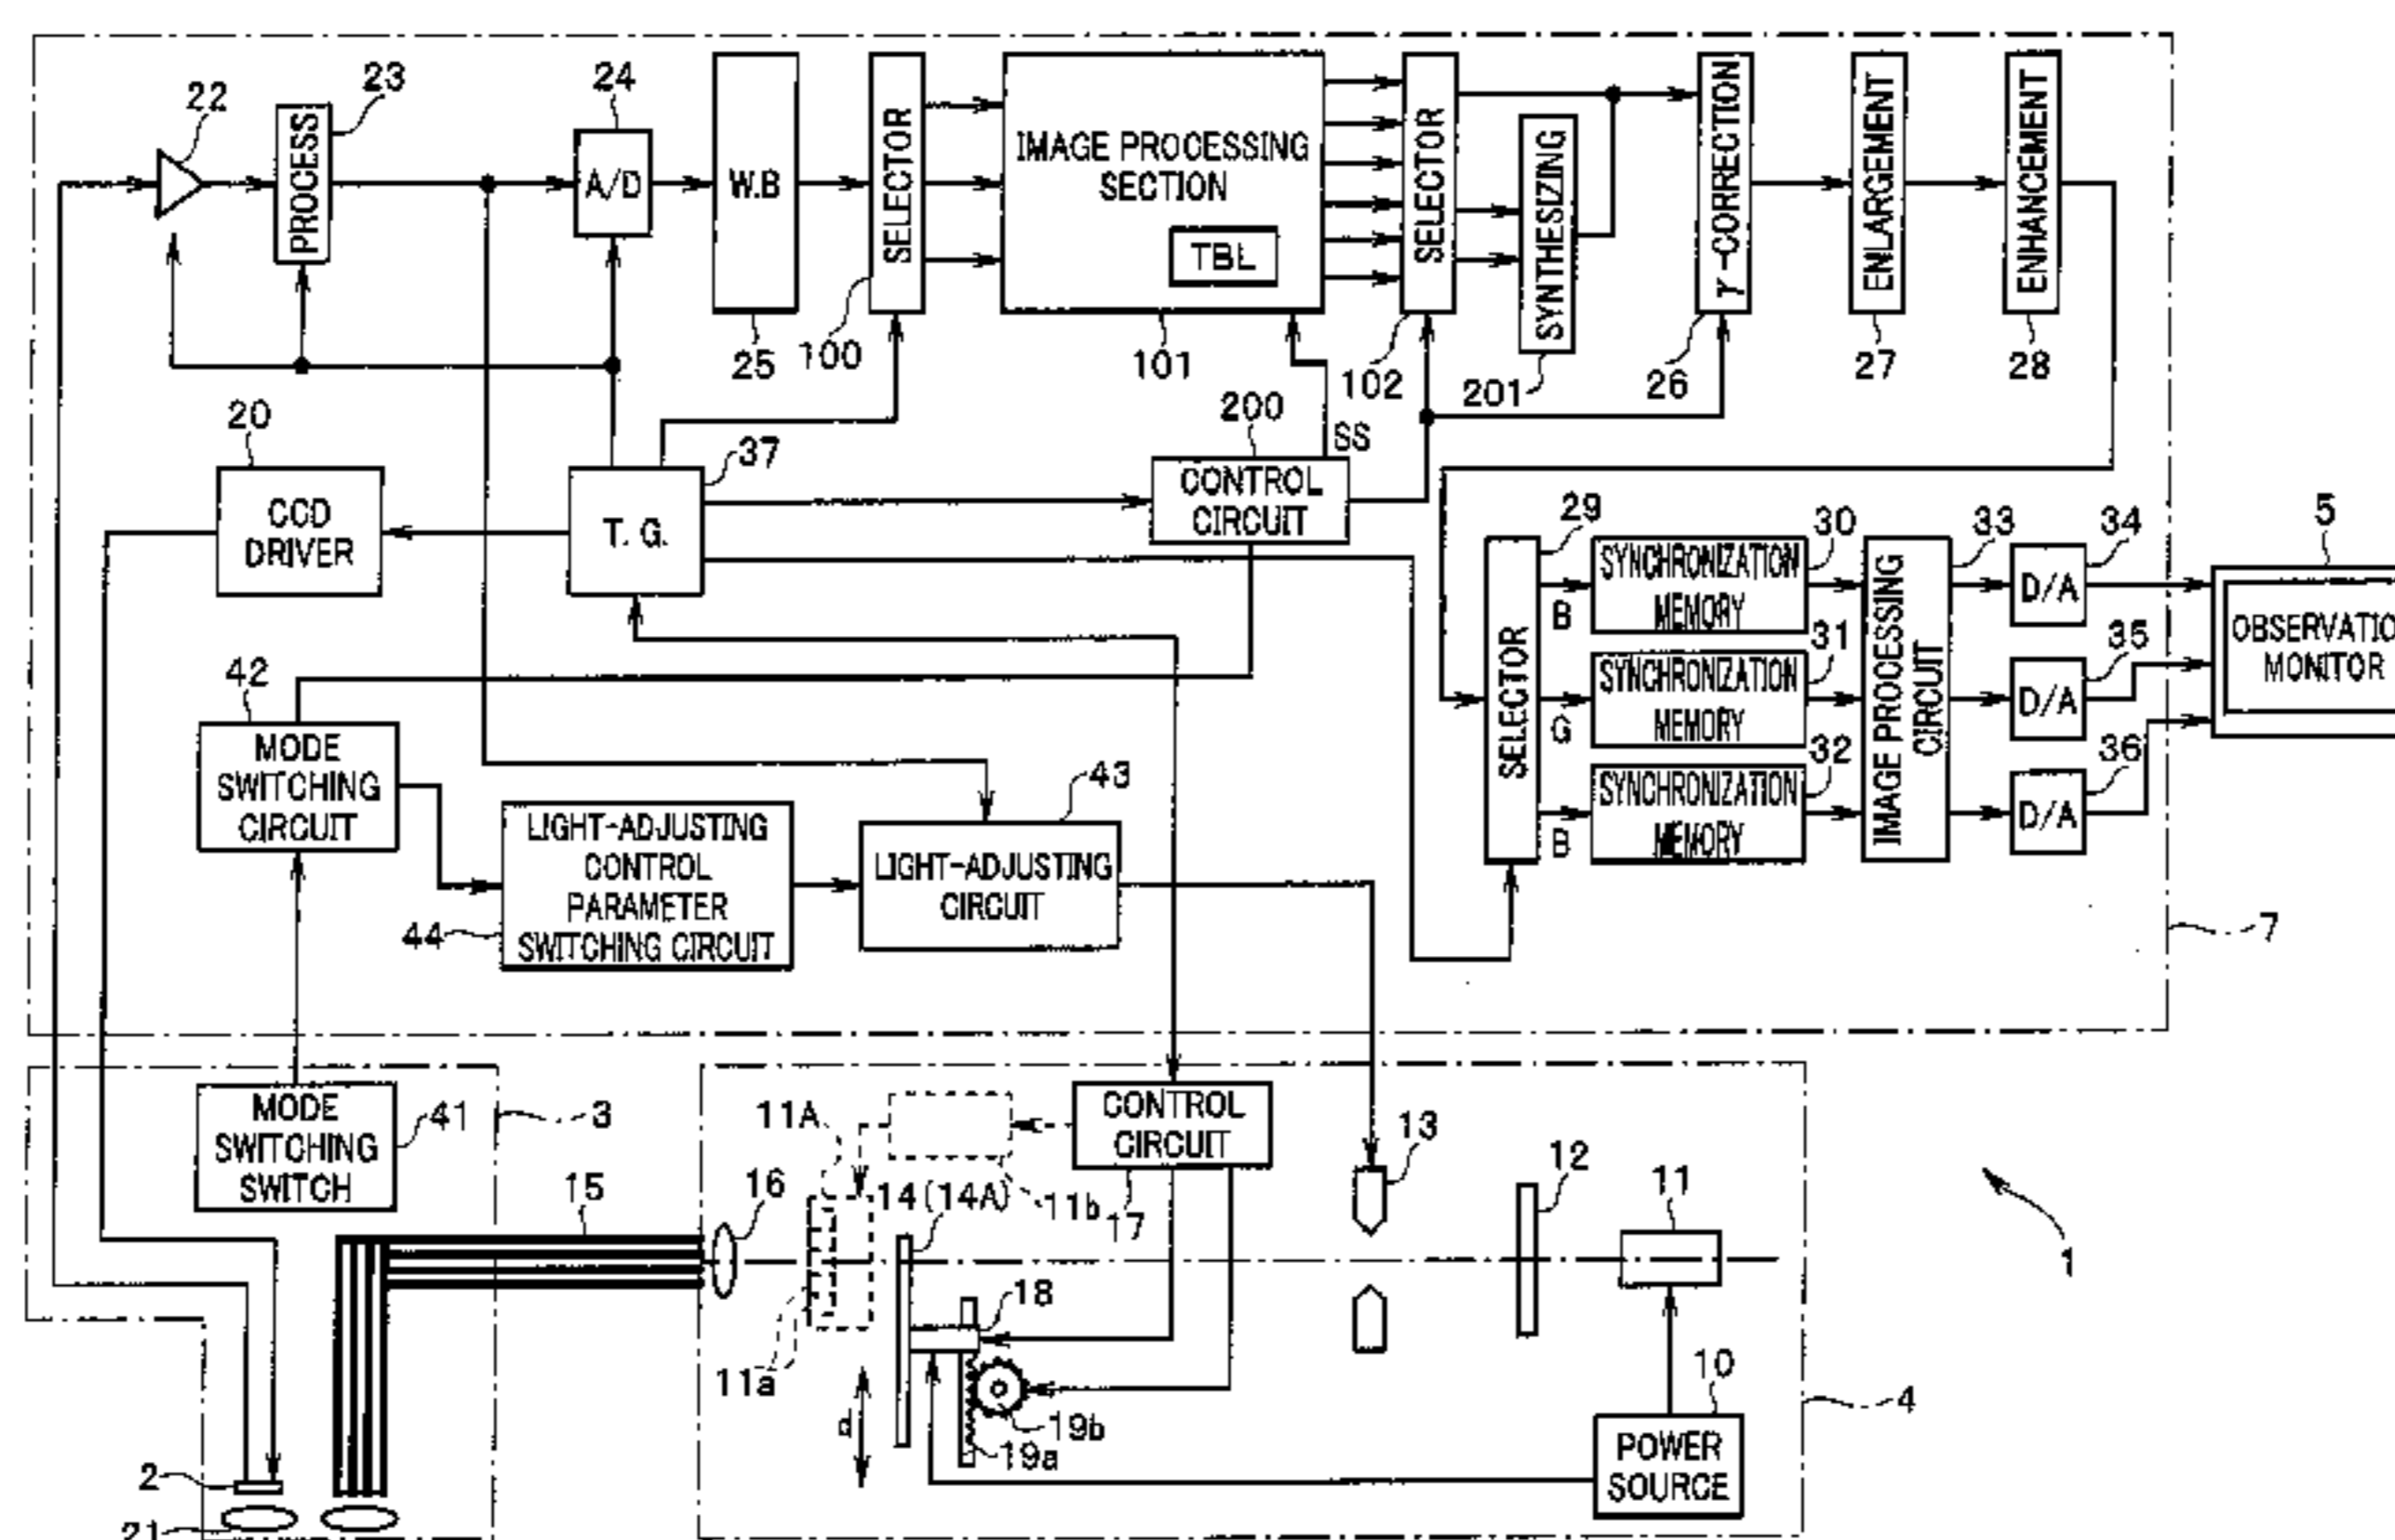 22
23
PROCESS
24
A/D
W.B
25
SELECTOR
100
IMAGE PROCESSING
SECTION
TBL
101
SELECTOR
102
SYNTHESIZING
201
γ-CORRECTION
26
ENLARGEMENT
27
ENHANCEMENT
28
20
CCD
DRIVER
37
T. G.
200
SS
CONTROL
CIRCUIT
29
SELECTOR
B
G
B
30
SYNCHRONIZATION
MEMORY
31
SYNCHRONIZATION
MEMORY
32
SYNCHRONIZATION
MEMORY
33
IMAGE PROCESSING
CIRCUIT
34
D/A
35
D/A
36
D/A
5
OBSERVATIO
MONITOR
42
MODE
SWITCHING
CIRCUIT
44
LIGHT-ADJUSTING
CONTROL
PARAMETER
SWITCHING CIRCUIT
43
LIGHT-ADJUSTING
CIRCUIT
7
MODE
SWITCHING
SWITCH
41
3
15
16
11A
14(14A)
11b
CONTROL
CIRCUIT
17
13
12
11
1
11a
18
d
19b
19a
10
POWER
SOURCE
4
2
21